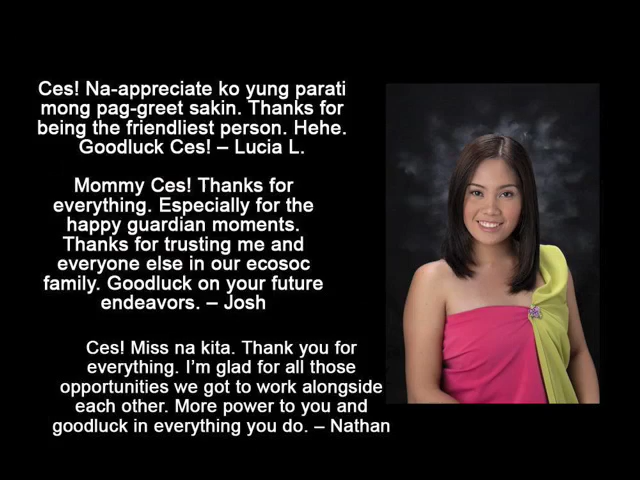 Ces! Na-appreciate ko yung parati
mong pag-greet sakin. Thanks for
being the friendliest person. Hehe.
Goodluck Ces! – Lucia L.
Mommy Ces! Thanks for
everything. Especially for the
happy guardian moments.
Thanks for trusting me and
everyone else in our ecosoc
family. Goodluck on your future
endeavors. – Josh
Ces! Miss na kita. Thank you for
everything. I’m glad for all those
opportunities we got to work alongside
each other. More power to you and
goodluck in everything you do. – Nathan